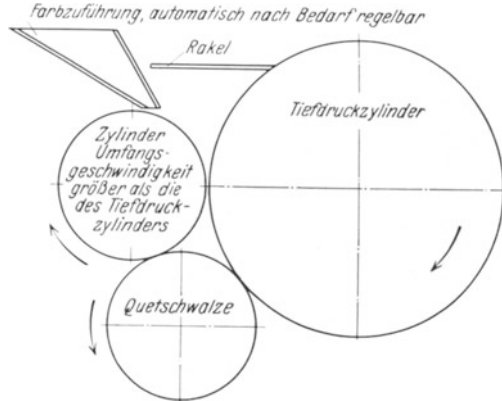 Farbzuführung, automatisch nach Bedarf regelbar
Rakel
Tiefdruckzylinder
Zylinder
Umfangs-
geschwindigkeit
größer als die
des Tiefdruck-
zylinders
Quetschwalze